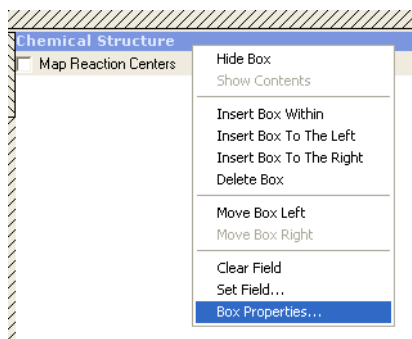 Chemical Structure
Map Reaction Centers
Hide Box
Show Contents
Insert Box Within
Insert Box To The Left
Insert Box To The Right
Delete Box
Move Box Left
Move Box Right
Clear Field
Set Field...
Box Properties...